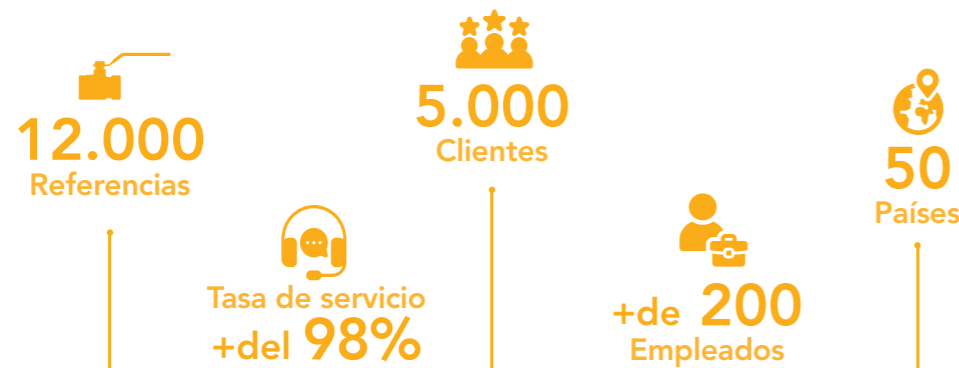 12.000
Referencias
Tasa de servicio
+del 98%
5.000
Clientes
+de 200
Empleados
50
Países